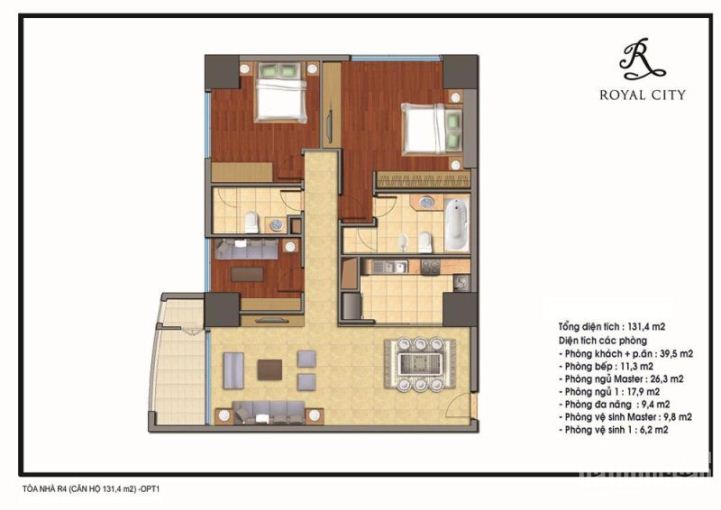 R
ROYAL CITY
Tổng diện tích : 131,4 m2
Diện tích các phòng
- Phòng khách + p.ăn : 39,5 m2
- Phòng bếp : 11,3 m2
- Phòng ngủ Master : 26,3 m2
- Phòng ngủ 1 : 17,9 m2
- Phòng đa năng : 9,4 m2
- Phòng vệ sinh Master : 9,8 m2
- Phòng vệ sinh 1 : 6,2 m2
TÒA NHÀ R4 (CĂN HỘ 131,4 m2) -OPT1